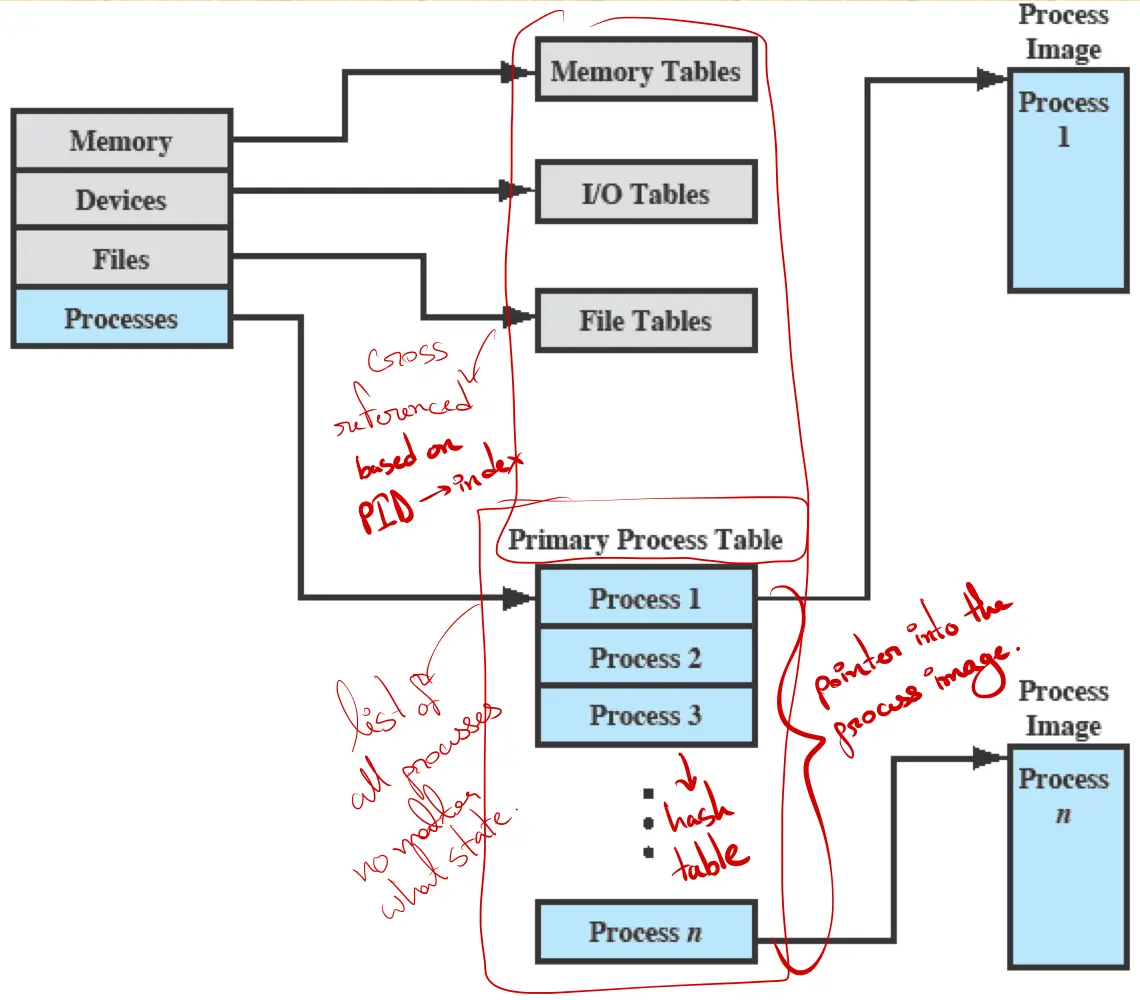 Process
Image
Memory Tables
Process
1
Memory
Devices
I/O Tables
Files
Processes
File Tables
Cross
referenced
based on
PID → index
Primary Process Table
Process 1
Process 2
Process 3
pointer into the
process image.
list of
all processes
no matter
what state.
hash
table
Process
Image
Process
n
Process n